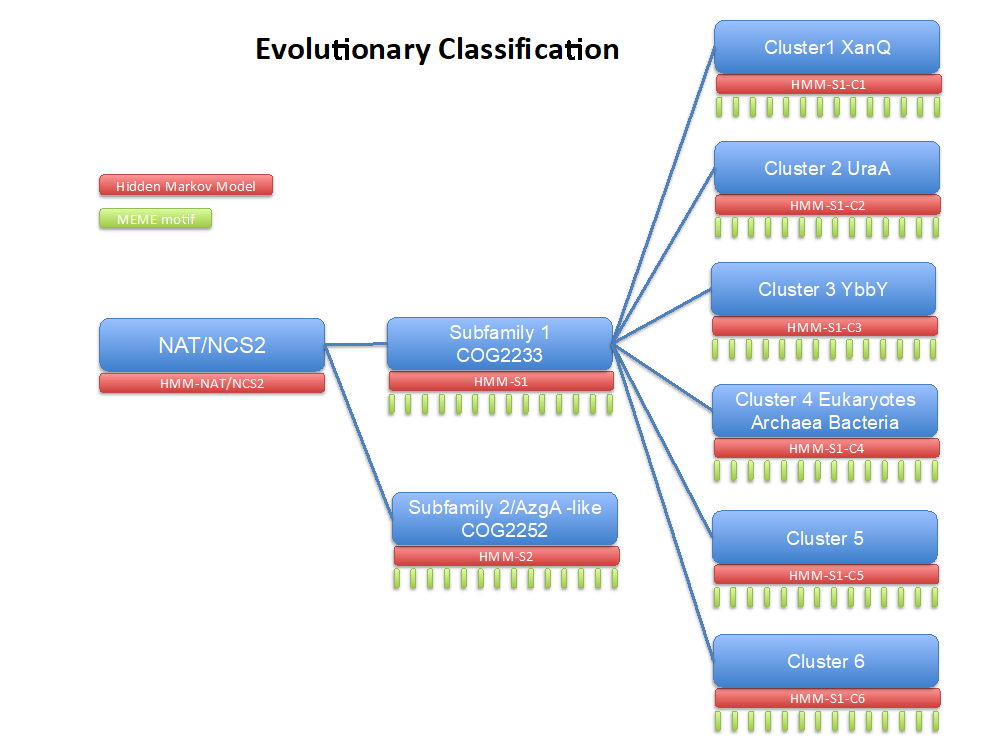 Evolutionary Classification
Hidden Markov Model
MEME motif
NAT/NCS2
HMM-NAT/NCS2
Subfamily 1
COG2233
HMM-S1
Subfamily 2/AzgA -like
COG2252
HMM-S2
Cluster1 XanQ
HMM-S1-C1
Cluster 2 UraA
HMM-S1-C2
Cluster 3 YbbY
HMM-S1-C3
Cluster 4 Eukaryotes
Archaea Bacteria
HMM-S1-C4
Cluster 5
HMM-S1-C5
Cluster 6
HMM-S1-C6